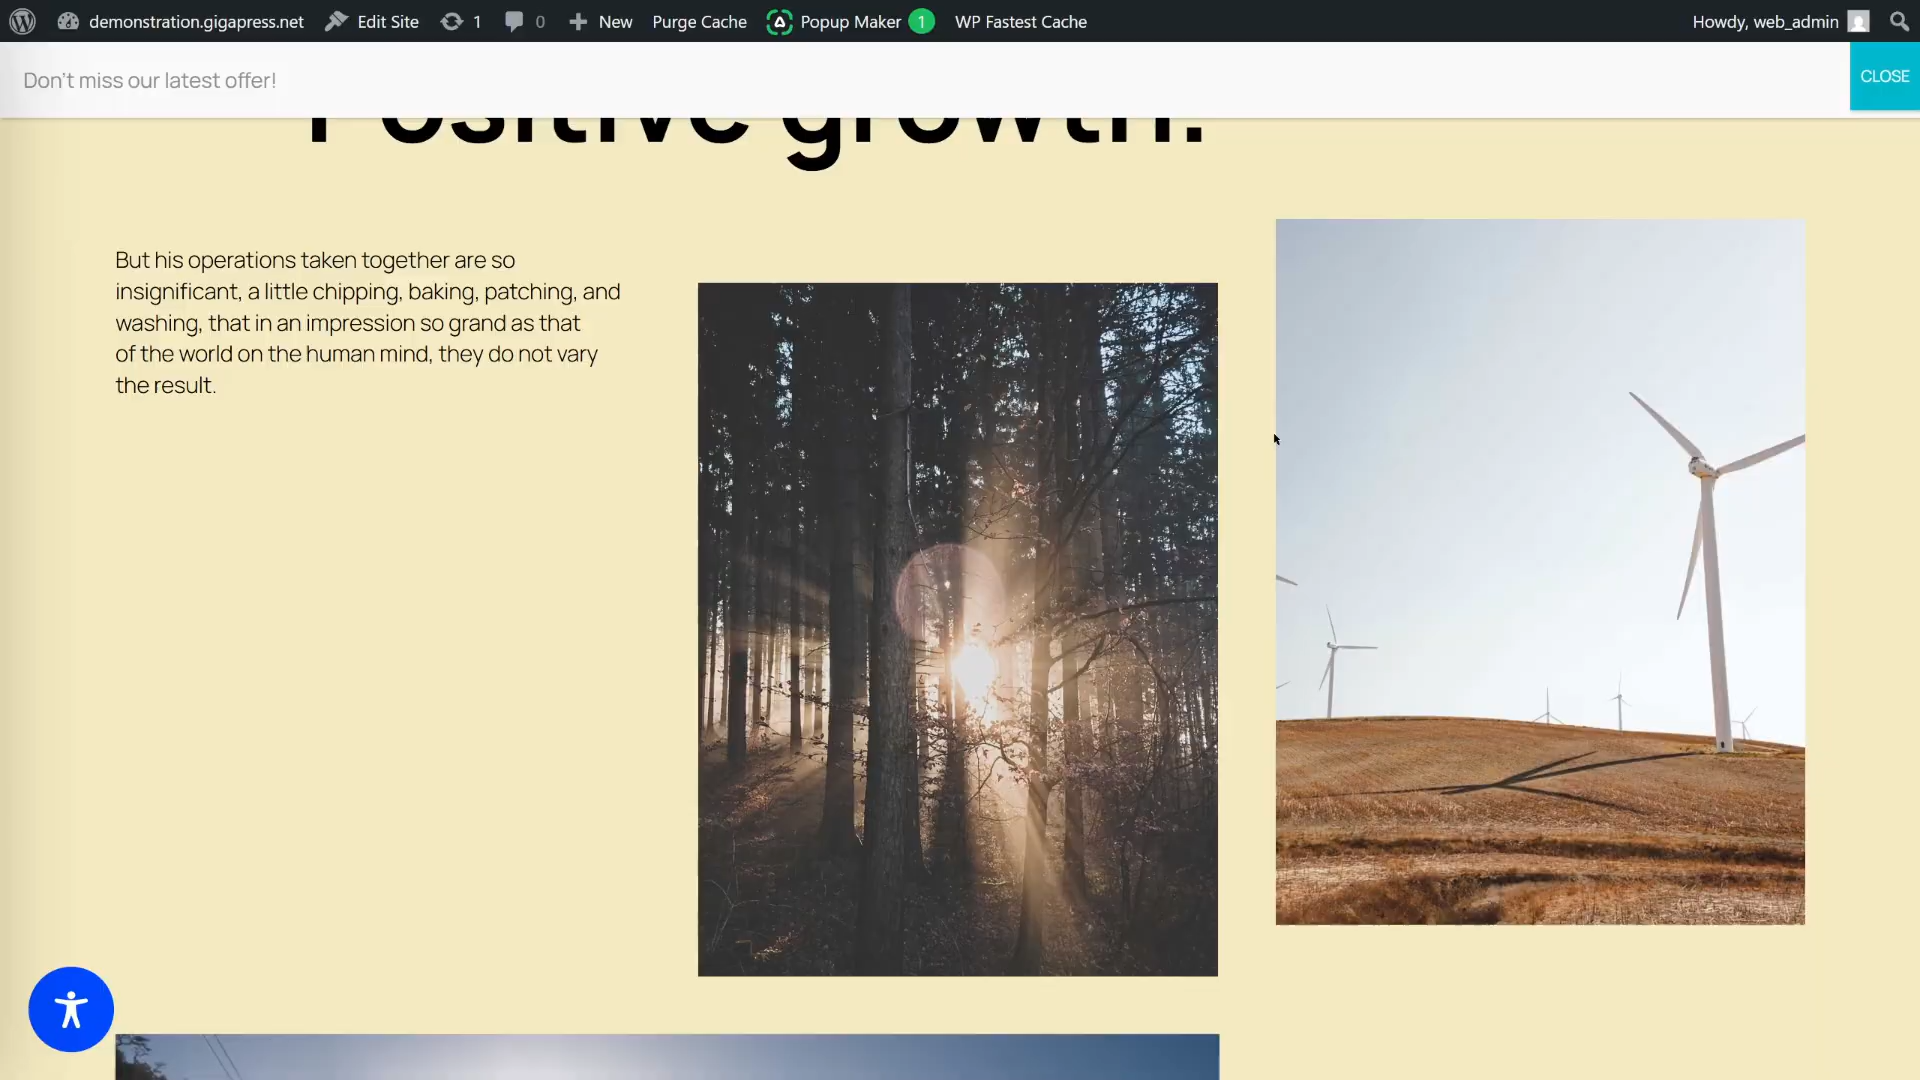 demonstration.gigapress.net Edit Site 1 0 New Purge Cache Popup Maker 1 WP Fastest Cache Howdy, web_admin
Don't miss our latest offer!
CLOSE
Positive growth.
But his operations taken together are so
insignificant, a little chipping, baking, patching, and
washing, that in an impression so grand as that
of the world on the human mind, they do not vary
the result.